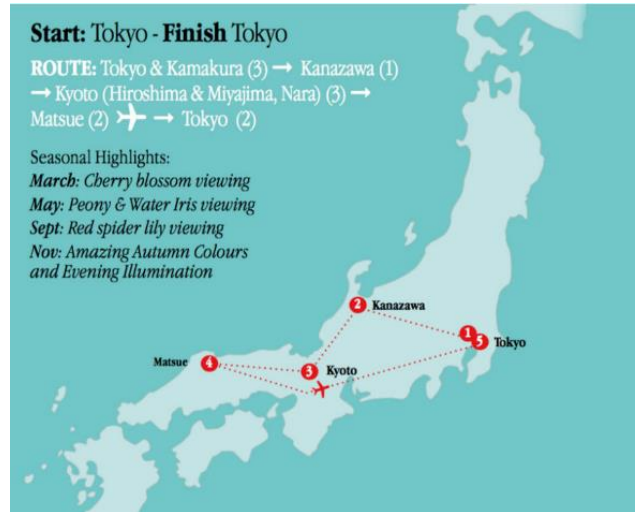 Start: Tokyo - Finish Tokyo
ROUTE: Tokyo & Kamakura (3) → Kanazawa (1)
→ Kyoto (Hiroshima & Miyajima, Nara) (3) →
Matsue (2) ✈ → Tokyo (2)
Seasonal Highlights:
March: Cherry blossom viewing
May: Peony & Water Iris viewing
Sept: Red spider lily viewing
Nov: Amazing Autumn Colours
and Evening Illumination
2 Kanazawa
1
5 Tokyo
Matsue 4
3 Kyoto